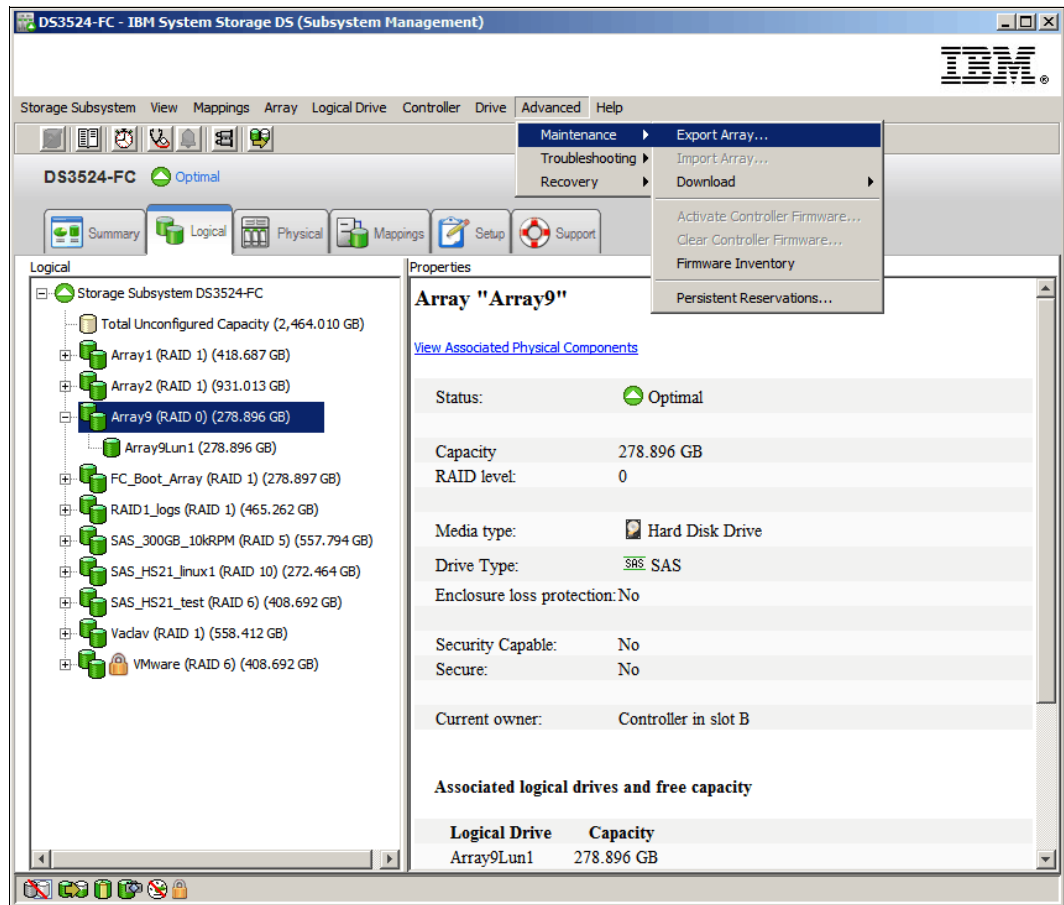 DS3524-FC - IBM System Storage DS (Subsystem Management)
IBM®
Storage Subsystem View Mappings Array Logical Drive Controller Drive Advanced Help
Maintenance
Troubleshooting
Recovery
Export Array...
Import Array...
Download
Activate Controller Firmware...
Clear Controller Firmware...
Firmware Inventory
Persistent Reservations...
DS3524-FC Optimal
Summary Logical Physical Mappings Setup Support
Logical
Storage Subsystem DS3524-FC
Total Unconfigured Capacity (2,464.010 GB)
Array1 (RAID 1) (418.687 GB)
Array2 (RAID 1) (931.013 GB)
Array9 (RAID 0) (278.896 GB)
Array9Lun1 (278.896 GB)
FC_Boot_Array (RAID 1) (278.897 GB)
RAID1_logs (RAID 1) (465.262 GB)
SAS_300GB_10kRPM (RAID 5) (557.794 GB)
SAS_HS21_linux1 (RAID 10) (272.464 GB)
SAS_HS21_test (RAID 6) (408.692 GB)
Vaclav (RAID 1) (558.412 GB)
VMware (RAID 6) (408.692 GB)
Properties
Array "Array9"
View Associated Physical Components
Status: Optimal
Capacity 278.896 GB
RAID level: 0
Media type: Hard Disk Drive
Drive Type: SAS SAS
Enclosure loss protection: No
Security Capable: No
Secure: No
Current owner: Controller in slot B
Associated logical drives and free capacity
Logical Drive Capacity
Array9Lun1 278.896 GB